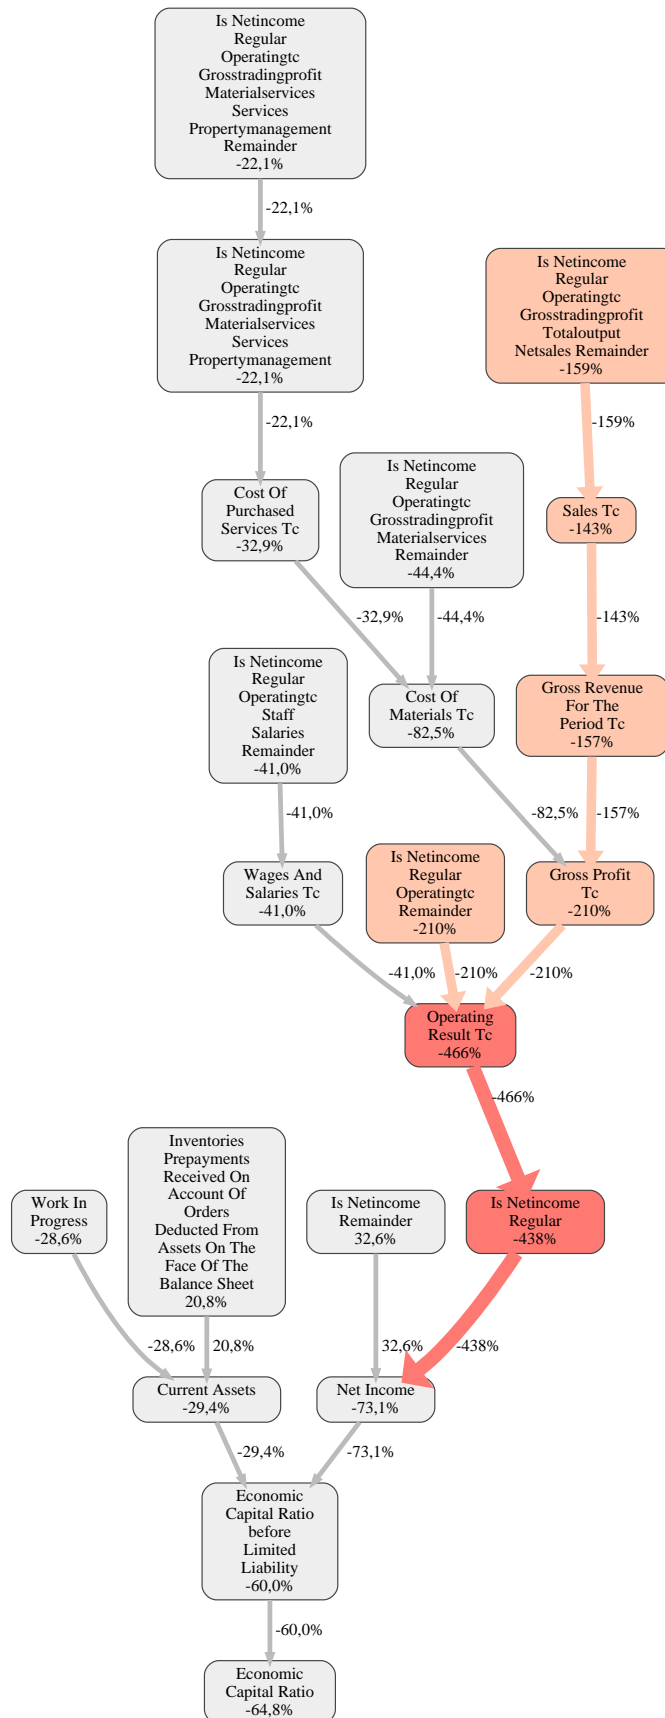 Is Netincome
Regular
Operatingtc
Grosstradingprofit
Materialservices
Services
Propertymanagement
Remainder
-22,1%
-22,1%
Is Netincome
Regular
Operatingtc
Grosstradingprofit
Materialservices
Services
Propertymanagement
-22,1%
Is Netincome
Regular
Operatingtc
Grosstradingprofit
Totaloutput
Netsales Remainder
-159%
-22,1%
-159%
Cost Of
Purchased
Services Tc
-32,9%
Is Netincome
Regular
Operatingtc
Grosstradingprofit
Materialservices
Remainder
-44,4%
Sales Tc
-143%
-32,9%
-44,4%
-143%
Is Netincome
Regular
Operatingtc
Staff
Salaries
Remainder
-41,0%
Cost Of
Materials Tc
-82,5%
Gross Revenue
For The
Period Tc
-157%
-41,0%
-82,5%
-157%
Wages And
Salaries Tc
-41,0%
Is Netincome
Regular
Operatingtc
Remainder
-210%
Gross Profit
Tc
-210%
-41,0%
-210%
-210%
Operating
Result Tc
-466%
-466%
Work In
Progress
-28,6%
Inventories
Prepayments
Received On
Account Of
Orders
Deducted From
Assets On The
Face Of The
Balance Sheet
20,8%
Is Netincome
Remainder
32,6%
Is Netincome
Regular
-438%
-28,6%
20,8%
32,6%
-438%
Current Assets
-29,4%
Net Income
-73,1%
-29,4%
-73,1%
Economic
Capital Ratio
before
Limited
Liability
-60,0%
-60,0%
Economic
Capital Ratio
-64,8%